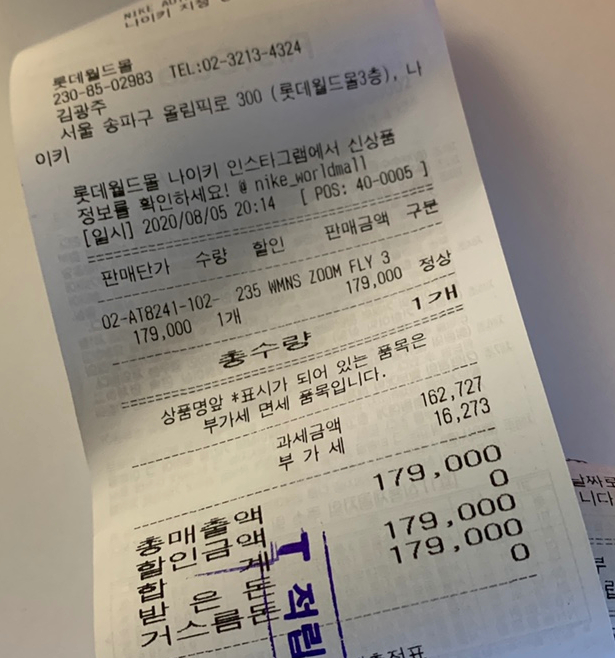 롯데월드몰
230-85-02983 TEL:02-3213-4324
김광주
서울 송파구 올림픽로 300 (롯데월드몰3층), 나
이키
롯데월드몰 나이키 인스타그램에서 신상품
정보를 확인하세요! @ nike_worldmall
[일시] 2020/08/05 20:14 [ POS: 40-0005 ]
판매단가 수량 할인 판매금액 구분
02-AT8241-102- 235 WMNS ZOOM FLY 3
179,000 1개 179,000 정상
총수량 1개
상품명앞 *표시가 되어 있는 품목은
부가세 면세 품목입니다.
과세금액 162,727
부 가 세 16,273
총매출액 179,000
할인금액 0
합 계 179,000
받 은 돈 179,000
거스름돈 0
T 적립